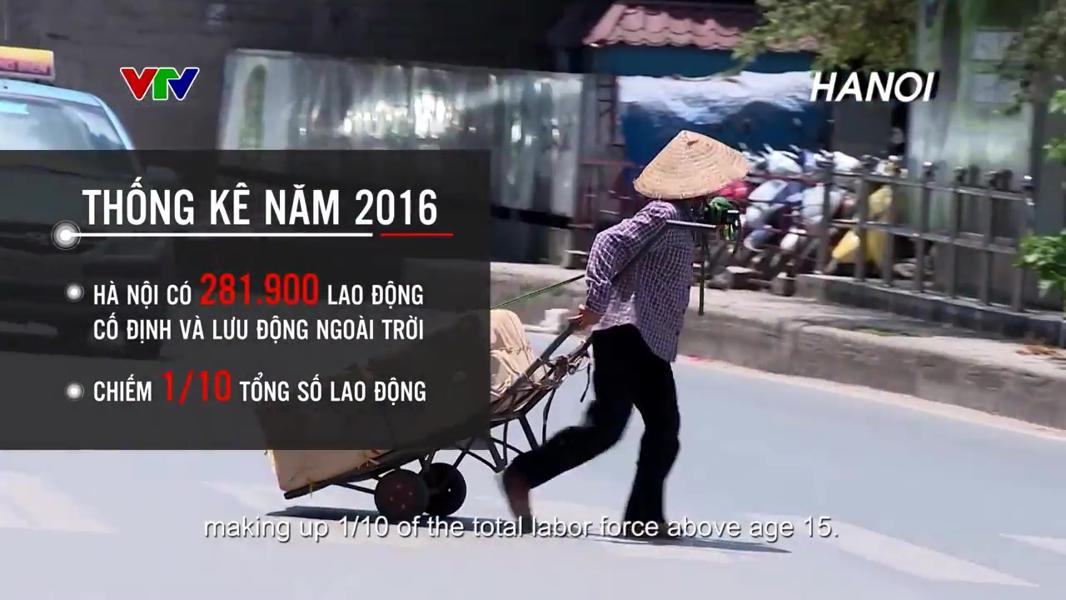 VTV
HANOI
THỐNG KÊ NĂM 2016
HÀ NỘI CÓ 281.900 LAO ĐỘNG
CỐ ĐỊNH VÀ LƯU ĐỘNG NGOÀI TRỜI
CHIẾM 1/10 TỔNG SỐ LAO ĐỘNG
making up 1/10 of the total labor force above age 15.